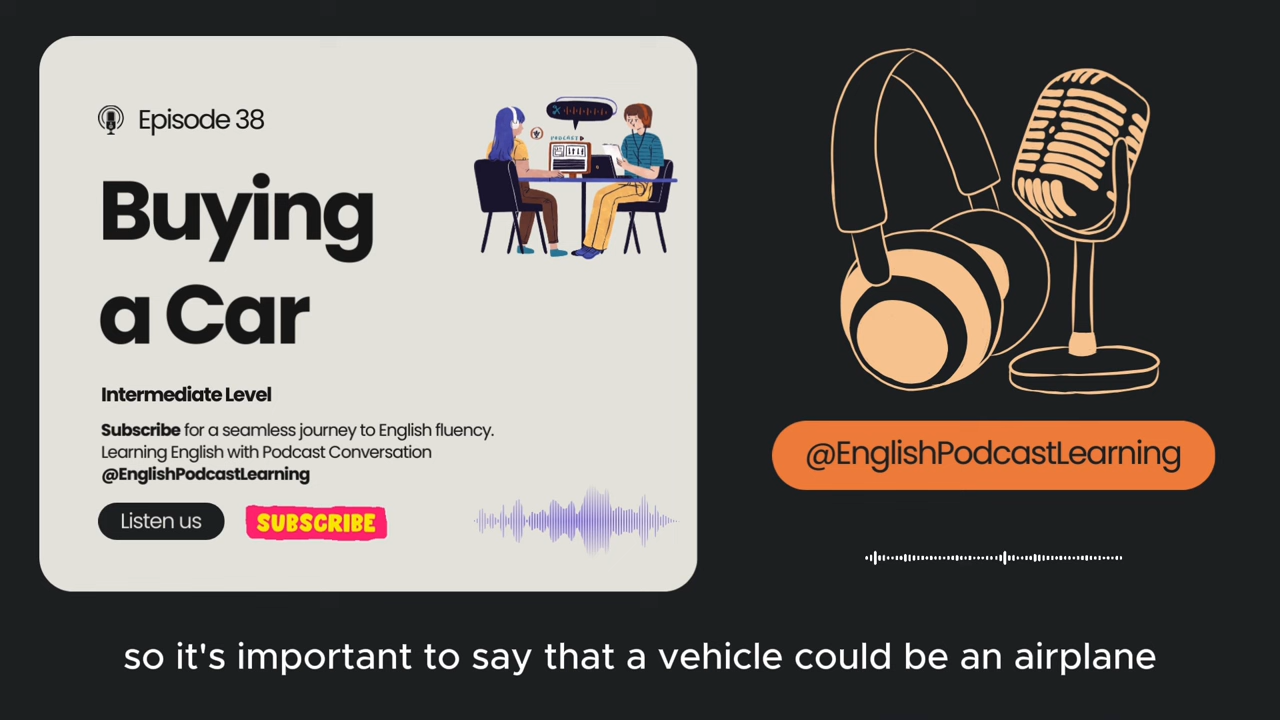 Episode 38
PODCAST
Buying
a Car
Intermediate Level
Subscribe for a seamless journey to English fluency.
Learning English with Podcast Conversation
@EnglishPodcastLearning
Listen us
SUBSCRIBE
@EnglishPodcastLearning
so it's important to say that a vehicle could be an airplane